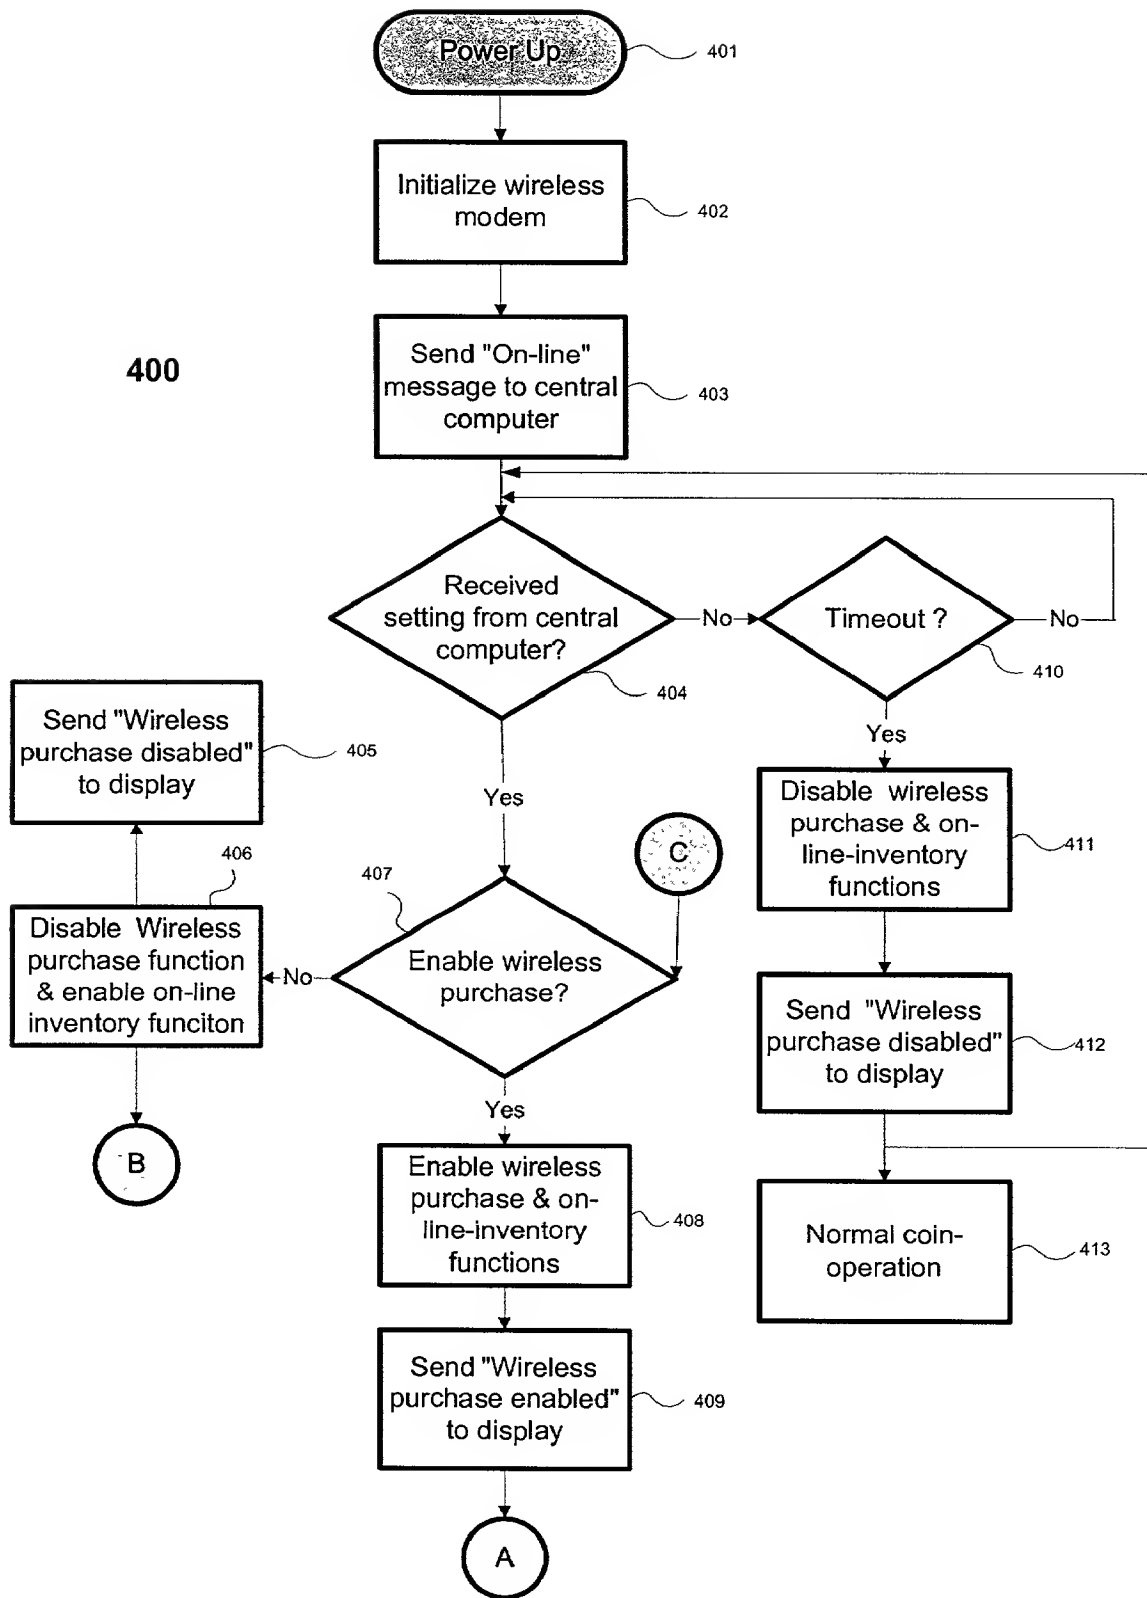 Power Up
401
Initialize wireless
modem
402
400
Send "On-line"
message to central
computer
403
Received
setting from central
computer?
404
No
Timeout ?
410
No
Yes
Yes
Send "Wireless
purchase disabled"
to display
405
Disable wireless
purchase & on-
line-inventory
functions
411
C
406
407
Disable Wireless
purchase function
& enable on-line
inventory funciton
No
Enable wireless
purchase?
Send "Wireless
purchase disabled"
to display
412
Yes
B
Enable wireless
purchase & on-
line-inventory
functions
408
Normal coin-
operation
413
Send "Wireless
purchase enabled"
to display
409
A